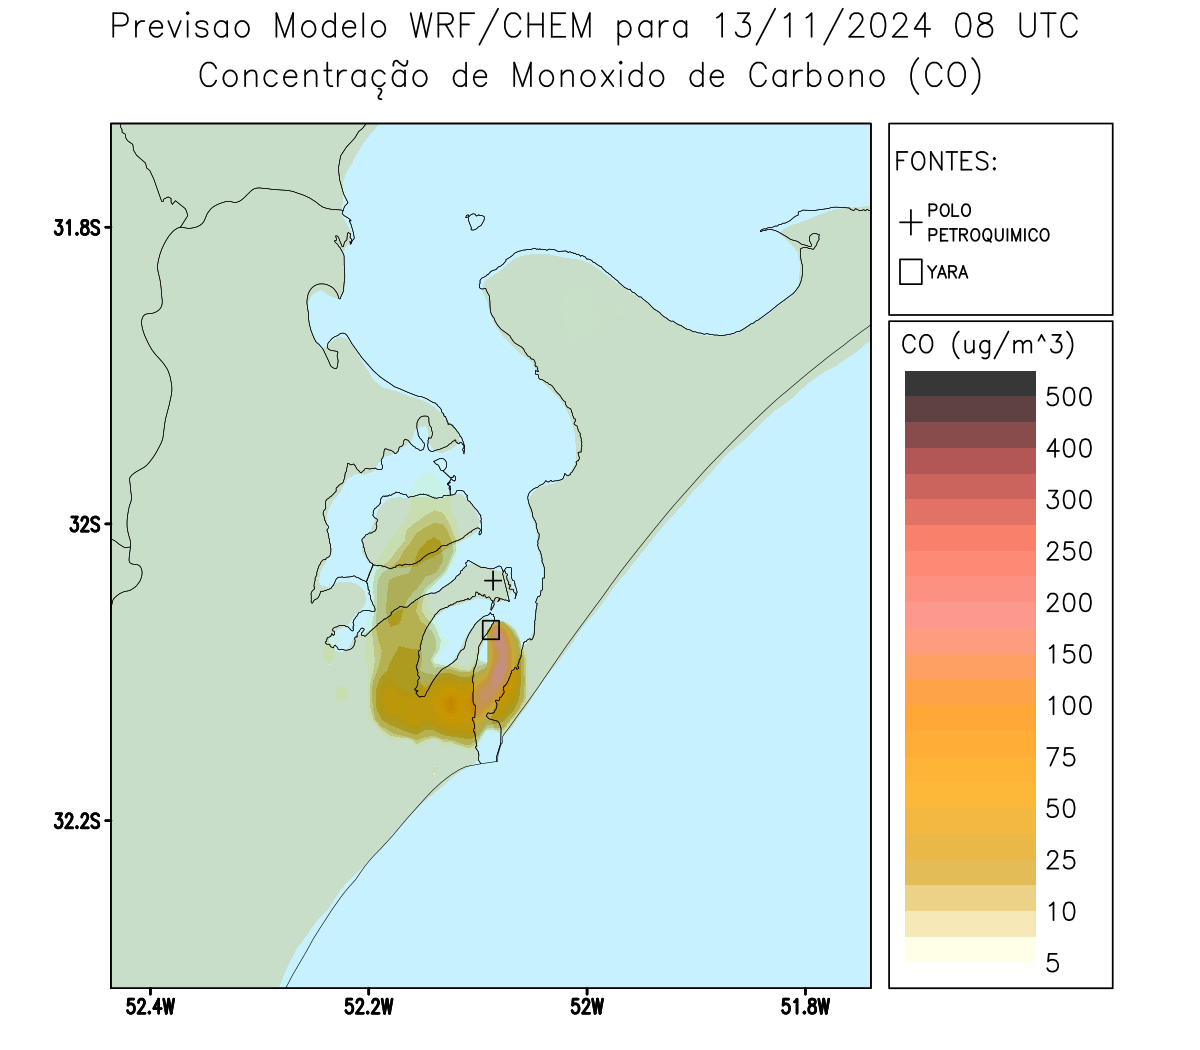 Previsao Modelo WRF/CHEM para 13/11/2024 08 UTC
Concentração de Monoxido de Carbono (CO)
FONTES:
POLO
PETROQUIMICO
YARA
CO (ug/m^3)
500
400
300
250
200
150
100
75
50
25
10
5
31.8S
32S
32.2S
52.4W
52.2W
52W
51.8W